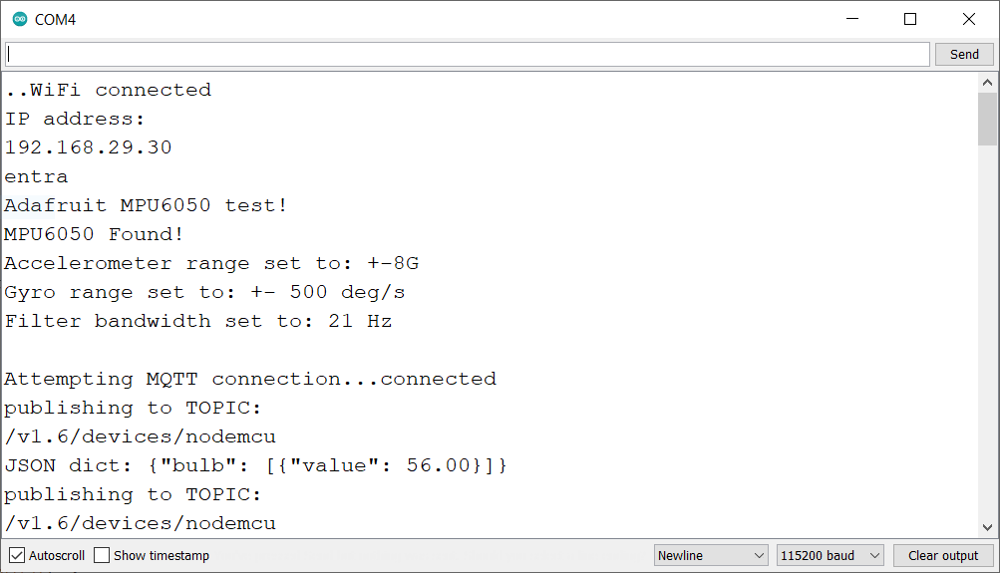 COM4
Send
..WiFi connected
IP address:
192.168.29.30
entra
Adafruit MPU6050 test!
MPU6050 Found!
Accelerometer range set to: +-8G
Gyro range set to: +- 500 deg/s
Filter bandwidth set to: 21 Hz
Attempting MQTT connection...connected
publishing to TOPIC:
/v1.6/devices/nodemcu
JSON dict: {"bulb": [{"value": 56.00}]}
publishing to TOPIC:
/v1.6/devices/nodemcu
Autoscroll Show timestamp Newline 115200 baud Clear output